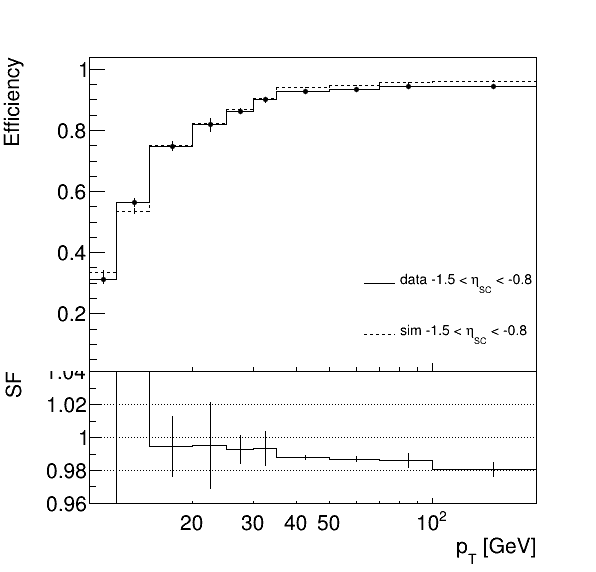 Efficiency
1
0.8
0.6
0.4
0.2
data -1.5 < η_SC < -0.8
sim -1.5 < η_SC < -0.8
SF
1.04
1.02
1
0.98
0.96
20 30 40 50 10²
p_T [GeV]